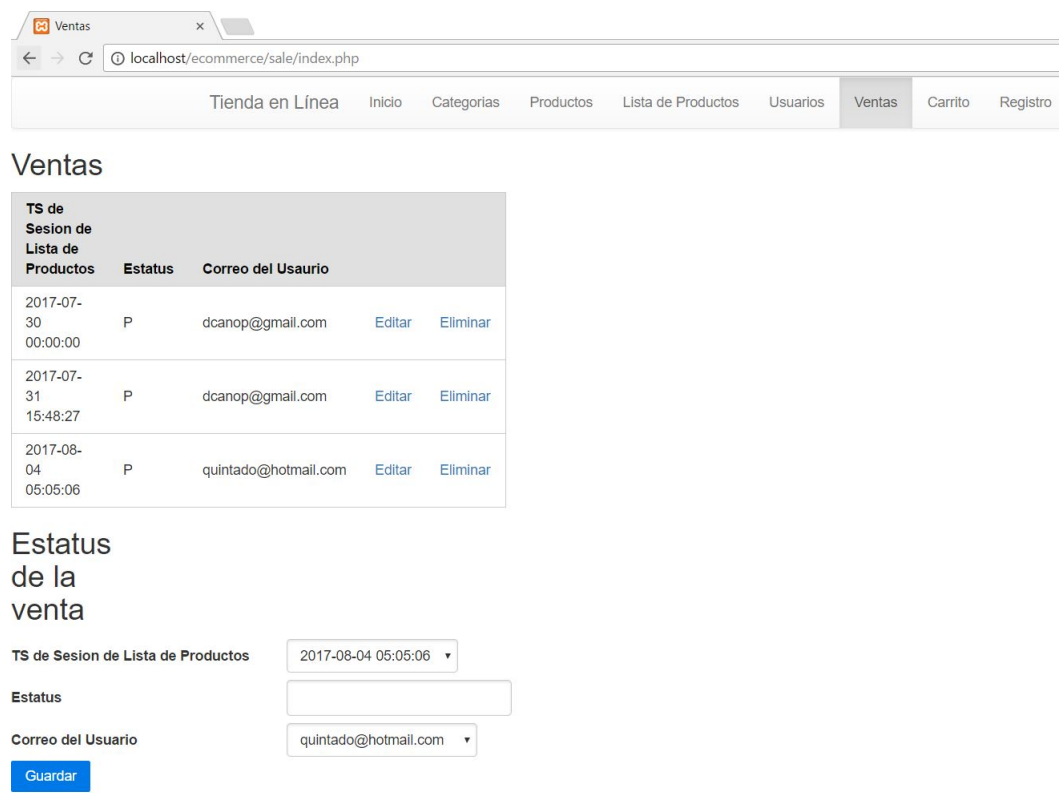 Ventas
localhost/ecommerce/sale/index.php
Tienda en Línea Inicio Categorias Productos Lista de Productos Usuarios Ventas Carrito Registro
Ventas
TS de
Sesion de
Lista de
Productos Estatus Correo del Usaurio
2017-07-
30
00:00:00 P dcanop@gmail.com Editar Eliminar
2017-07-
31
15:48:27 P dcanop@gmail.com Editar Eliminar
2017-08-
04
05:05:06 P quintado@hotmail.com Editar Eliminar
Estatus
de la
venta
TS de Sesion de Lista de Productos 2017-08-04 05:05:06
Estatus
Correo del Usuario quintado@hotmail.com
Guardar